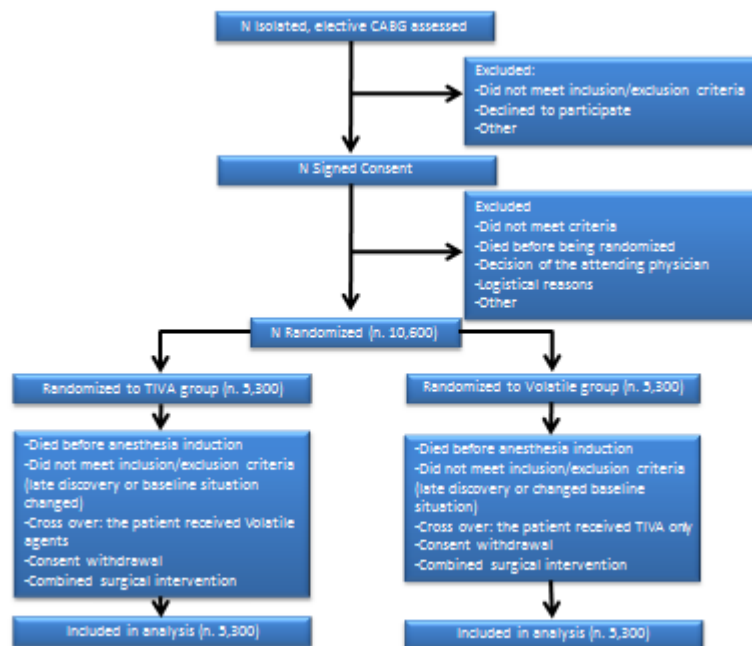 N Isolated, elective CABG assessed
Excluded:
-Did not meet inclusion/exclusion criteria
-Declined to participate
-Other
N Signed Consent
Excluded
-Did not meet criteria
-Died before being randomized
-Decision of the attending physician
-Logistical reasons
-Other
N Randomized (n. 10,600)
Randomized to TIVA group (n. 5,300)
Randomized to Volatile group (n. 5,300)
-Died before anesthesia induction
-Did not meet inclusion/exclusion criteria
(late discovery or baseline situation
changed)
-Cross over: the patient received Volatile
agents
-Consent withdrawal
-Combined surgical intervention
-Died before anesthesia induction
-Did not meet inclusion/exclusion criteria
(late discovery or changed baseline
situation)
-Cross over: the patient received TIVA only
-Consent withdrawal
-Combined surgical intervention
Included in analysis (n. 5,300)
Included in analysis (n. 5,300)